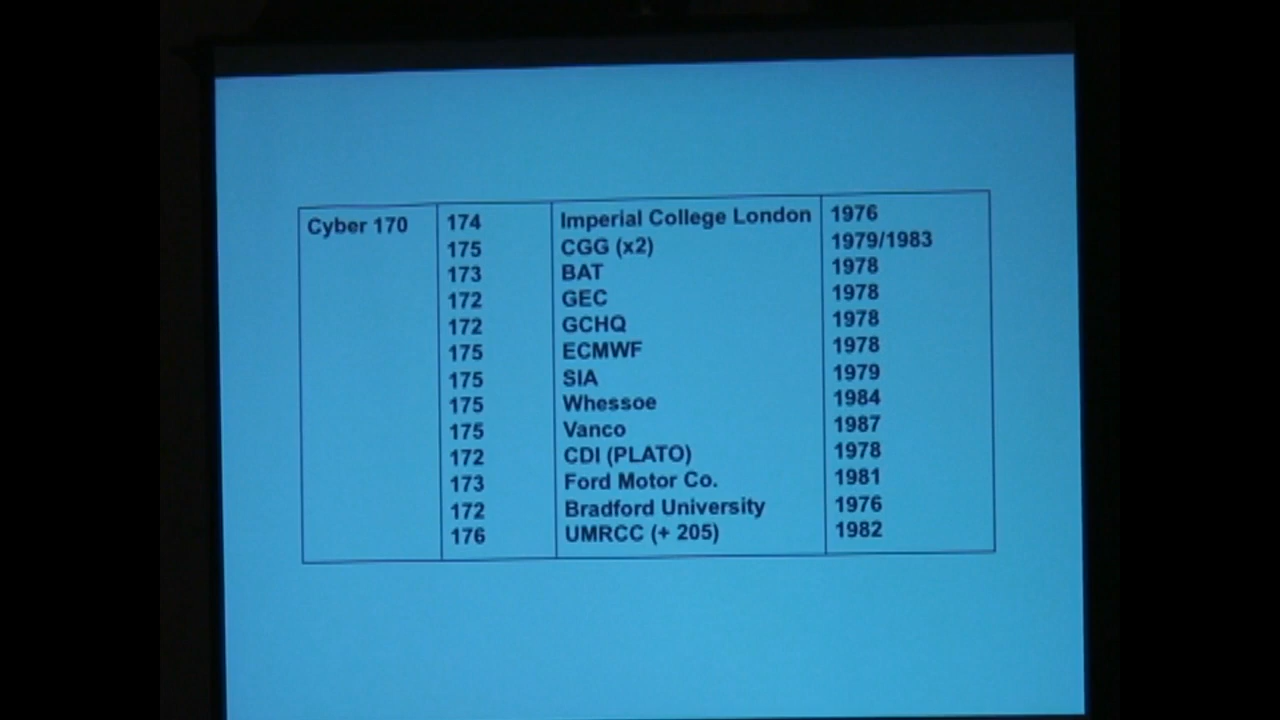 Cyber 170 174 Imperial College London 1976
175 CGG (x2) 1979/1983
173 BAT 1978
172 GEC 1978
172 GCHQ 1978
175 ECMWF 1978
175 SIA 1979
175 Whessoe 1984
175 Vanco 1987
172 CDI (PLATO) 1978
173 Ford Motor Co. 1981
172 Bradford University 1976
176 UMRCC (+ 205) 1982